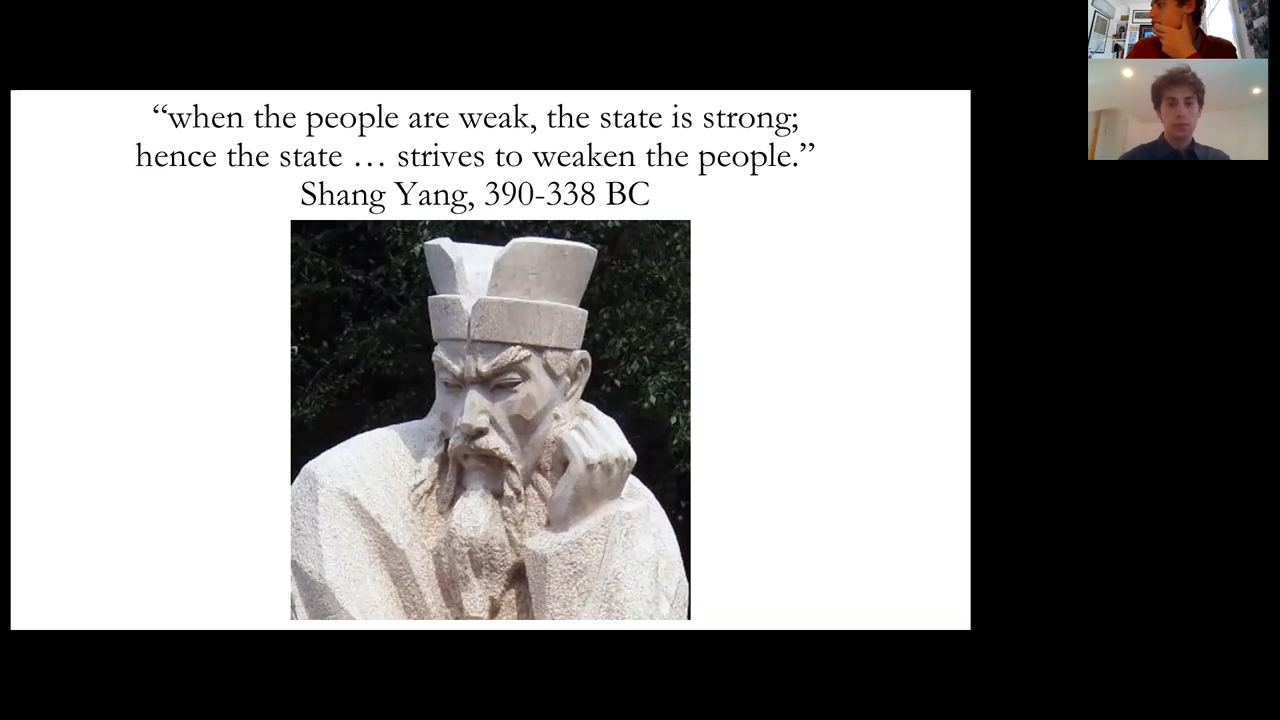 “when the people are weak, the state is strong;
hence the state … strives to weaken the people.”
Shang Yang, 390-338 BC